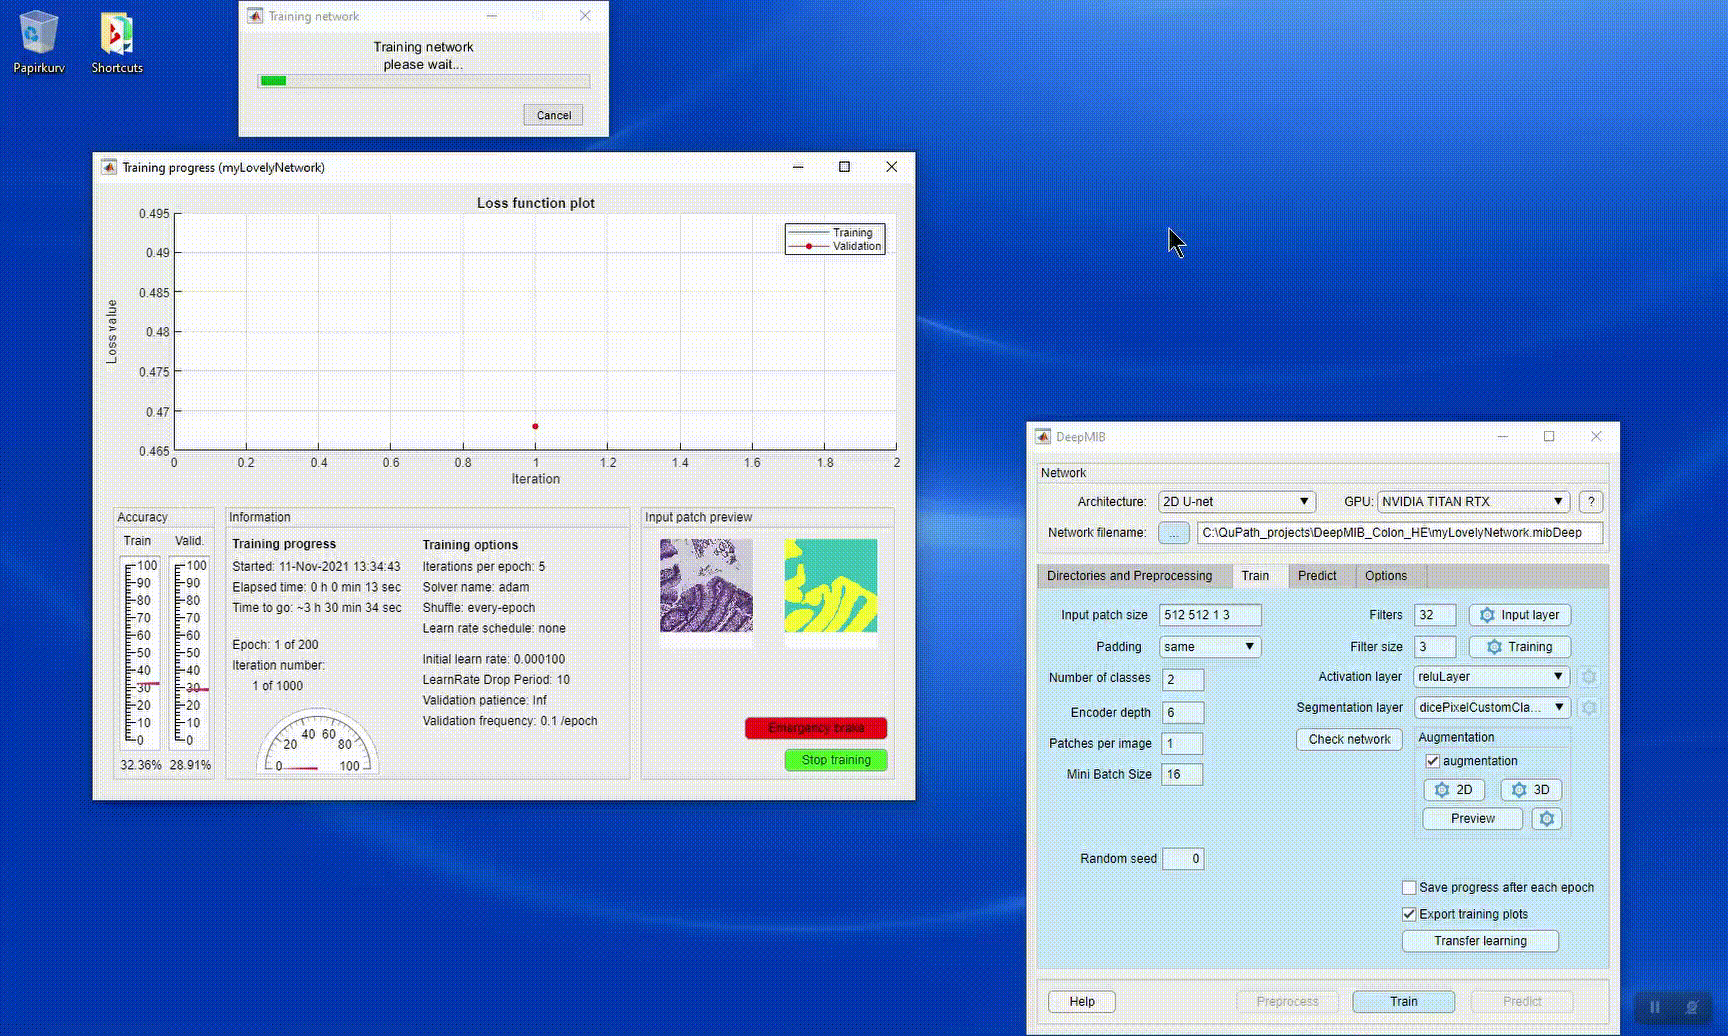 Papirkurv
Shortcuts
Training network
Training network
please wait...
Cancel
Training progress (myLovelyNetwork)
Loss function plot
0.495
0.49
0.485
0.48
0.475
0.47
0.465
Loss value
Training
Validation
0 0.2 0.4 0.6 0.8 1 1.2 1.4 1.6 1.8 2
Iteration
Accuracy
Train Valid.
100 100
90 90
80 80
70 70
60 60
50 50
40 40
30 30
20 20
10 10
0 0
32.36% 28.91%
Information
Training progress
Started: 11-Nov-2021 13:34:43
Elapsed time: 0 h 0 min 13 sec
Time to go: ~3 h 30 min 34 sec
Epoch: 1 of 200
Iteration number:
1 of 1000
0 20 40 60 80 100
Training options
Iterations per epoch: 5
Solver name: adam
Shuffle: every-epoch
Learn rate schedule: none
Initial learn rate: 0.000100
LearnRate Drop Period: 10
Validation patience: Inf
Validation frequency: 0.1 /epoch
Input patch preview
Emergency brake
Stop training
DeepMIB
Network
Architecture: 2D U-net GPU: NVIDIA TITAN RTX ?
Network filename: ... C:\QuPath_projects\DeepMIB_Colon_HE\myLovelyNetwork.mibDeep
Directories and Preprocessing Train Predict Options
Input patch size 512 512 1 3 Filters 32 Input layer
Padding same Filter size 3 Training
Number of classes 2 Activation layer reluLayer
Encoder depth 6 Segmentation layer dicePixelCustomCla...
Patches per image 1 Check network Augmentation
augmentation
Mini Batch Size 16
2D 3D
Preview
Random seed 0
Save progress after each epoch
Export training plots
Transfer learning
Help Preprocess Train Predict